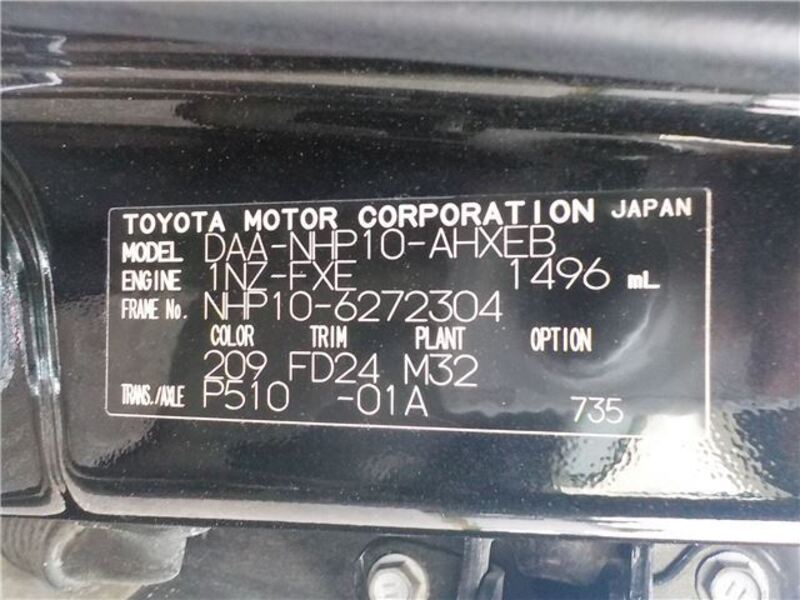 TOYOTA MOTOR CORPORATION JAPAN
MODEL DAA-NHP10-AHXEB
ENGINE 1NZ-FXE 1496 mL
FRAME No. NHP10-6272304
COLOR TRIM PLANT OPTION
209 FD24 M32
TRANS./AXLE P510 -01A 735